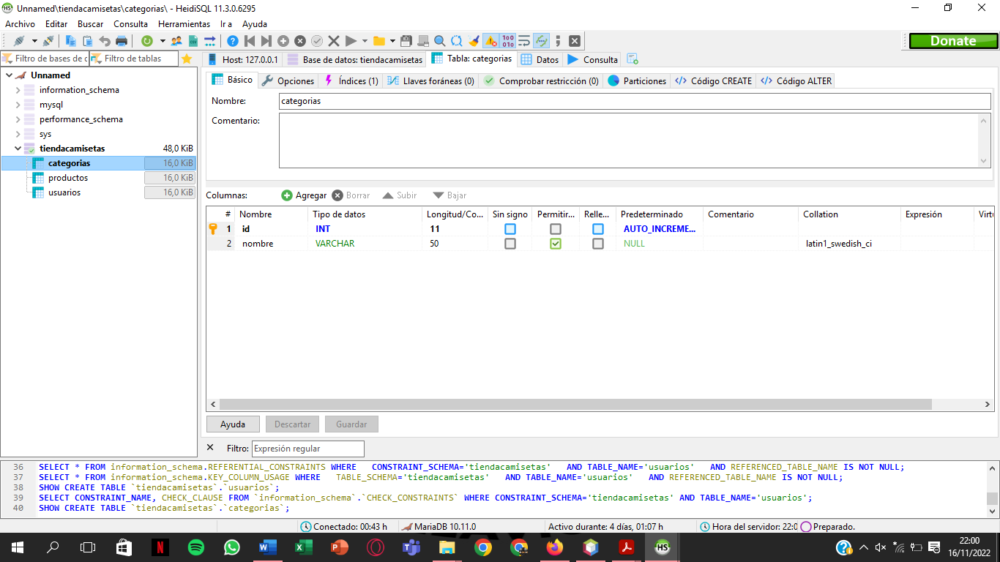 Unnamed\tiendacamisetas\categorias\ - HeidiSQL 11.3.0.6295
Archivo Editar Buscar Consulta Herramientas Ir a Ayuda
Donate
Filtro de bases de d Filtro de tablas
Host: 127.0.0.1 Base de datos: tiendacamisetas Tabla: categorias Datos Consulta
Unnamed
information_schema
mysql
performance_schema
sys
tiendacamisetas 48,0 KiB
categorias 16,0 KiB
productos 16,0 KiB
usuarios 16,0 KiB
Básico Opciones Índices (1) Llaves foráneas (0) Comprobar restricción (0) Particiones Código CREATE Código ALTER
Nombre: categorias
Comentario:
Columnas: Agregar Borrar Subir Bajar
# Nombre Tipo de datos Longitud/Co... Sin signo Permitir... Relle... Predeterminado Comentario Collation Expresión Virtu
1 id INT 11 AUTO_INCREME...
2 nombre VARCHAR 50 NULL latin1_swedish_ci
Ayuda Descartar Guardar
Filtro: Expresión regular
36 SELECT * FROM information_schema.REFERENTIAL_CONSTRAINTS WHERE CONSTRAINT_SCHEMA='tiendacamisetas' AND TABLE_NAME='usuarios' AND REFERENCED_TABLE_NAME IS NOT NULL;
37 SELECT * FROM information_schema.KEY_COLUMN_USAGE WHERE TABLE_SCHEMA='tiendacamisetas' AND TABLE_NAME='usuarios' AND REFERENCED_TABLE_NAME IS NOT NULL;
38 SHOW CREATE TABLE `tiendacamisetas`.`usuarios`;
39 SELECT CONSTRAINT_NAME, CHECK_CLAUSE FROM `information_schema`.`CHECK_CONSTRAINTS` WHERE CONSTRAINT_SCHEMA='tiendacamisetas' AND TABLE_NAME='usuarios';
40 SHOW CREATE TABLE `tiendacamisetas`.`categorias`;
Conectado: 00:43 h MariaDB 10.11.0 Activo durante: 4 días, 01:07 h Hora del servidor: 22:0 Preparado.
22:00
16/11/2022